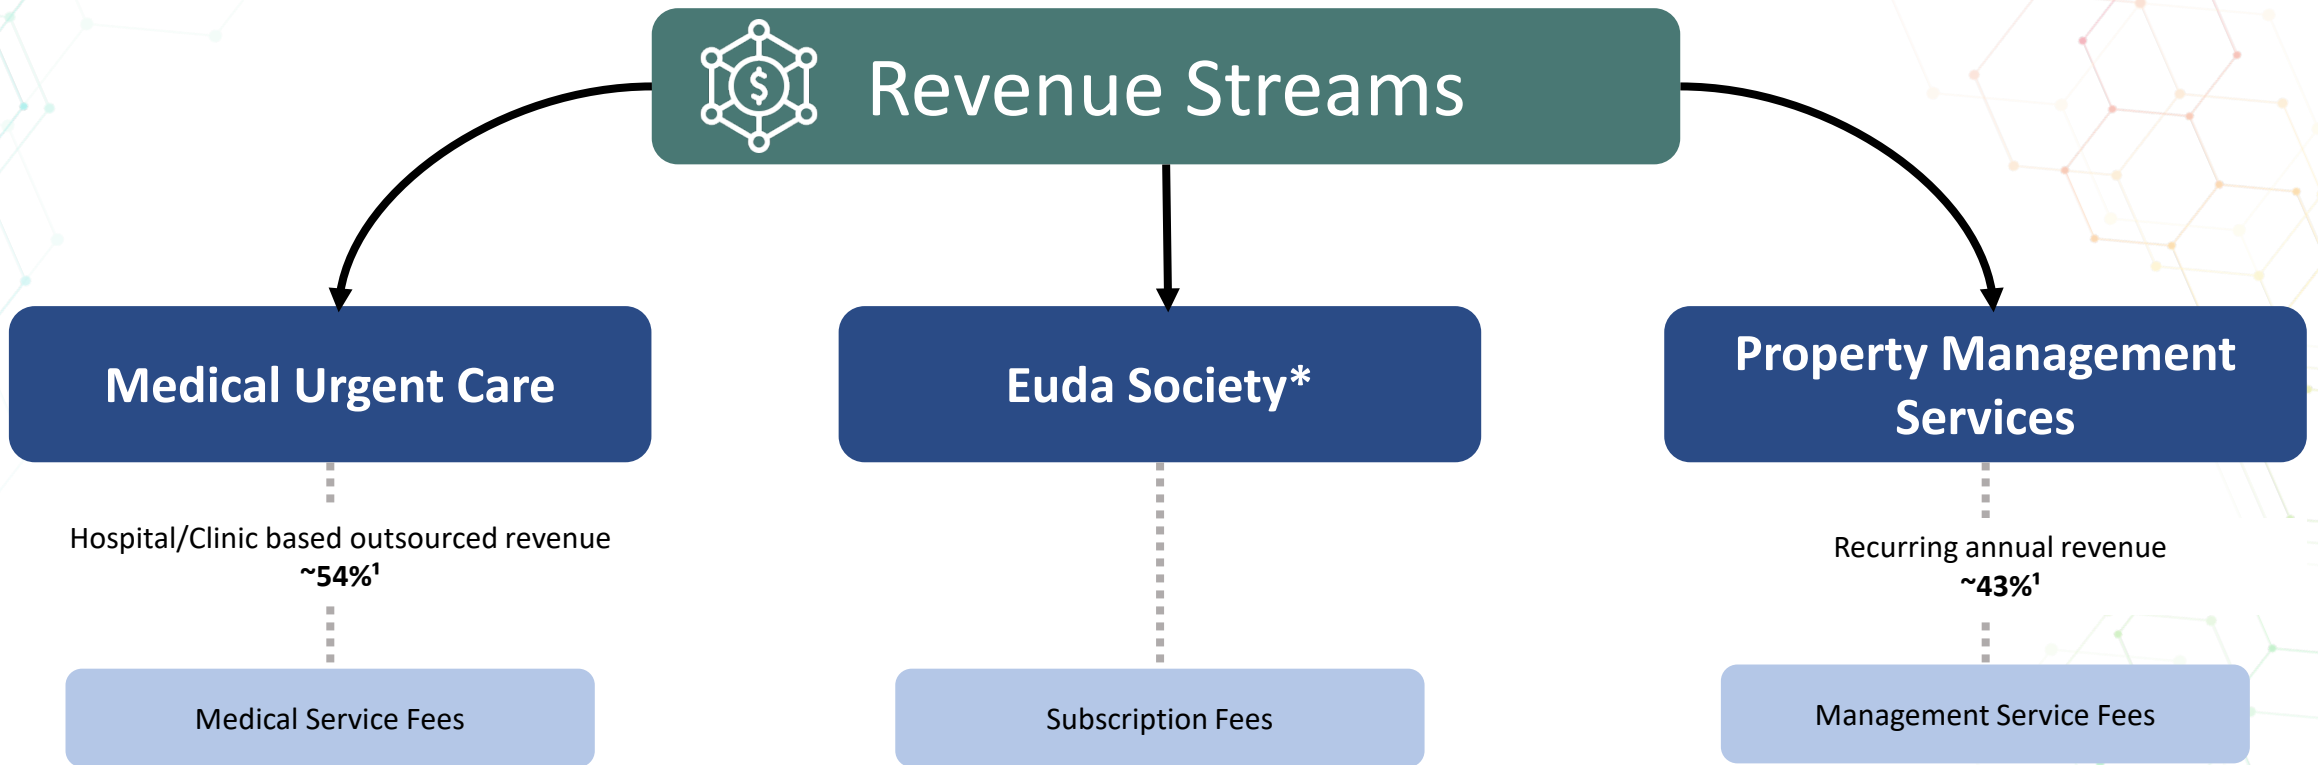 $
Revenue Streams
Medical Urgent Care
Euda Society*
Property Management
Services
Hospital/Clinic based outsourced revenue
~54%¹
Recurring annual revenue
~43%¹
Medical Service Fees
Subscription Fees
Management Service Fees